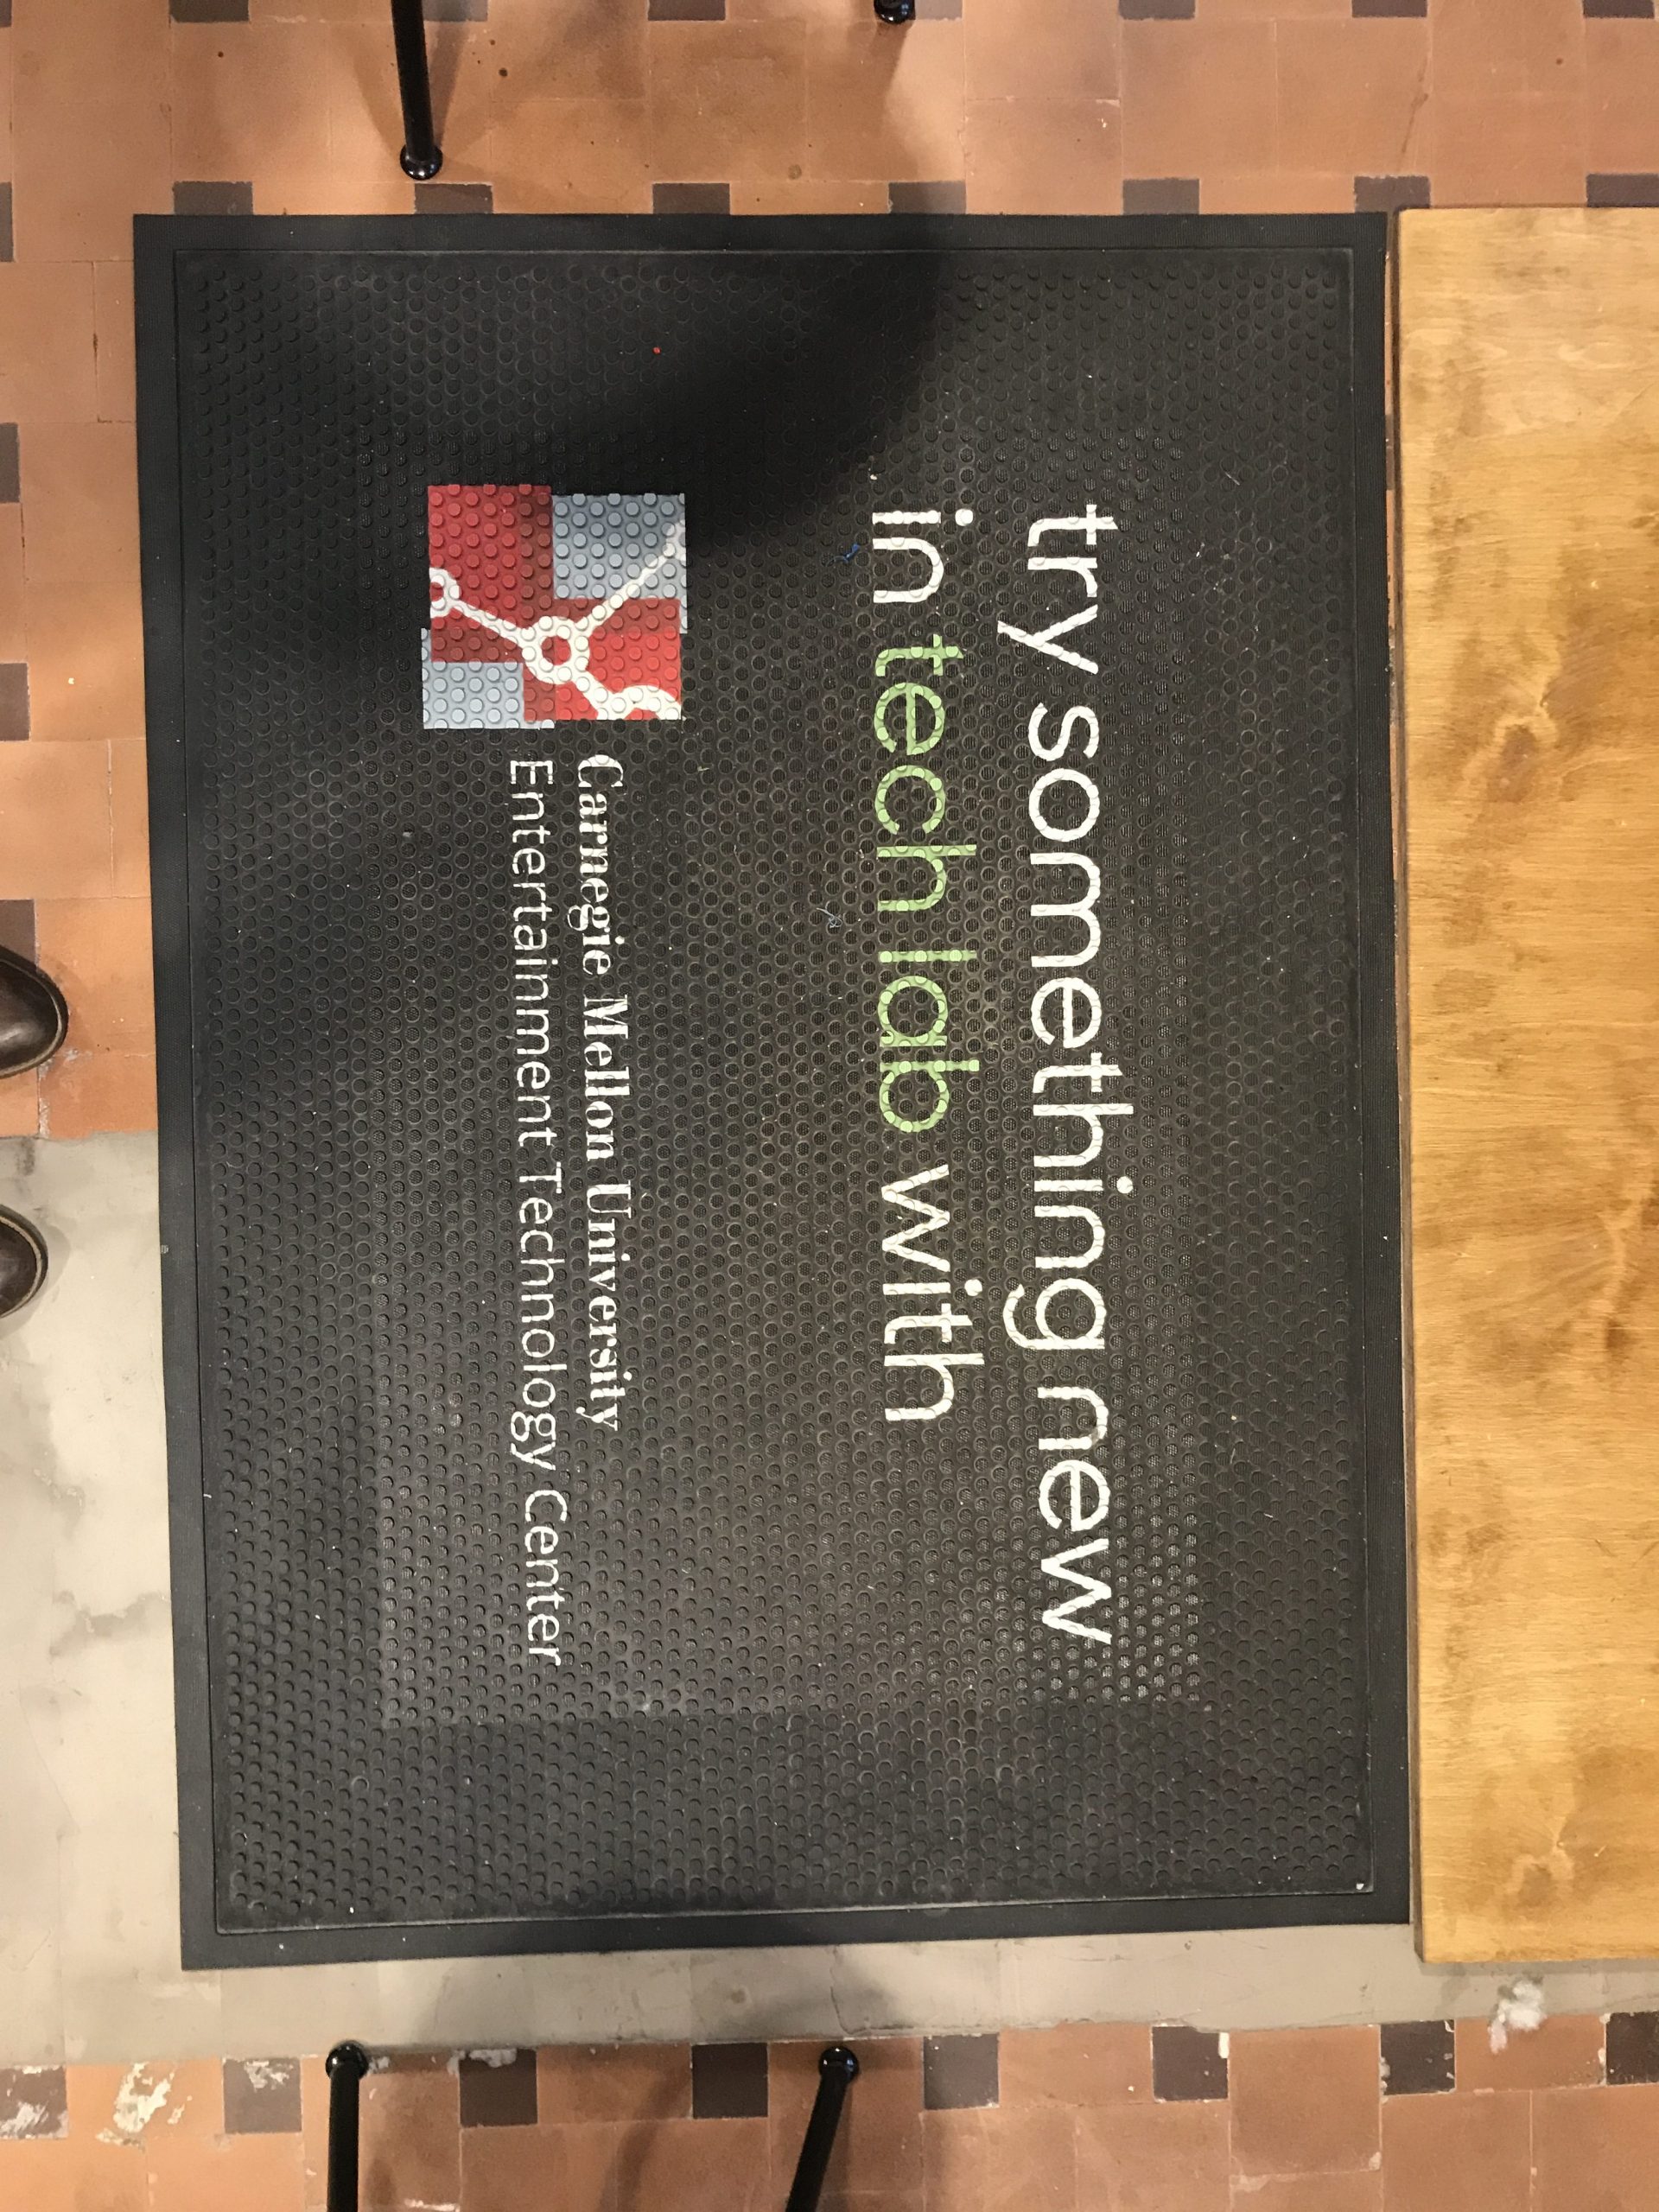 try something new
in tech lab with
Carnegie Mellon University
Entertainment Technology Center